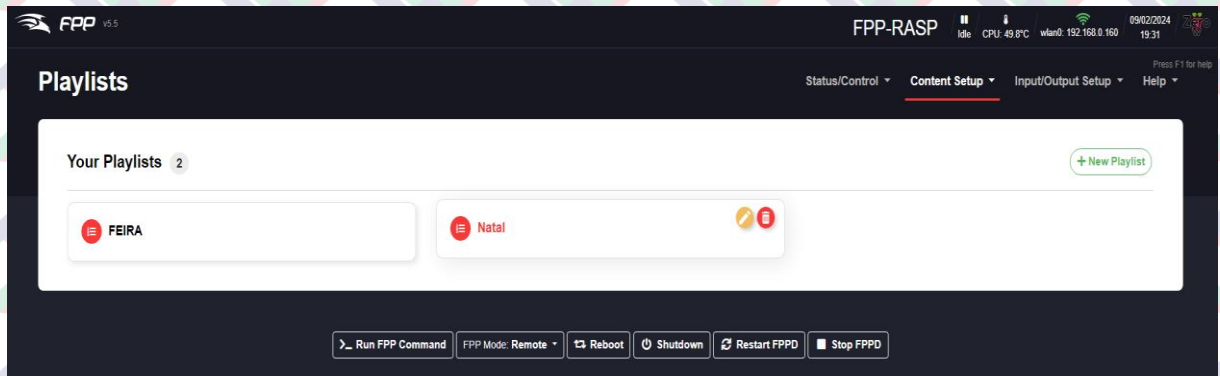 FPP v5.5
FPP-RASP Idle CPU: 49.8°C wlan0: 192.168.0.160 09/02/2024 19:31 Zero
Press F1 for help
Playlists Status/Control Content Setup Input/Output Setup Help
Your Playlists 2 + New Playlist
FEIRA Natal
>_ Run FPP Command FPP Mode: Remote Reboot Shutdown Restart FPPD Stop FPPD